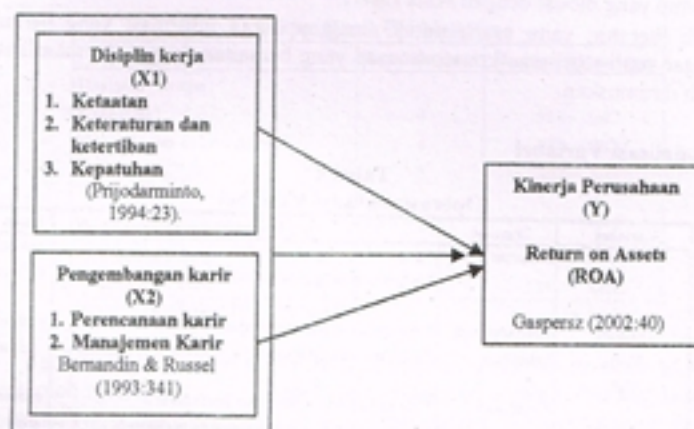 Disiplin kerja
(X1)
1. Ketaatan
2. Keteraturan dan
ketertiban
3. Kepatuhan
(Prijodarminto,
1994:23).
Pengembangan karir
(X2)
1. Perencanaan karir
2. Manajemen Karir
Bernandin & Russel
(1993:341)
Kinerja Perusahaan
(Y)
Return on Assets
(ROA)
Gaspersz (2002:40)